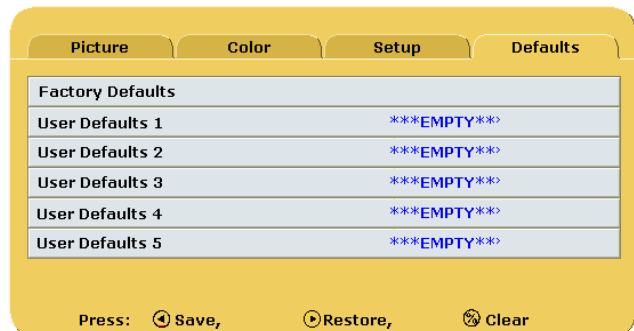 Picture Color Setup Defaults
Factory Defaults
User Defaults 1 ***EMPTY***
User Defaults 2 ***EMPTY***
User Defaults 3 ***EMPTY***
User Defaults 4 ***EMPTY***
User Defaults 5 ***EMPTY***
Press: Save, Restore, Clear